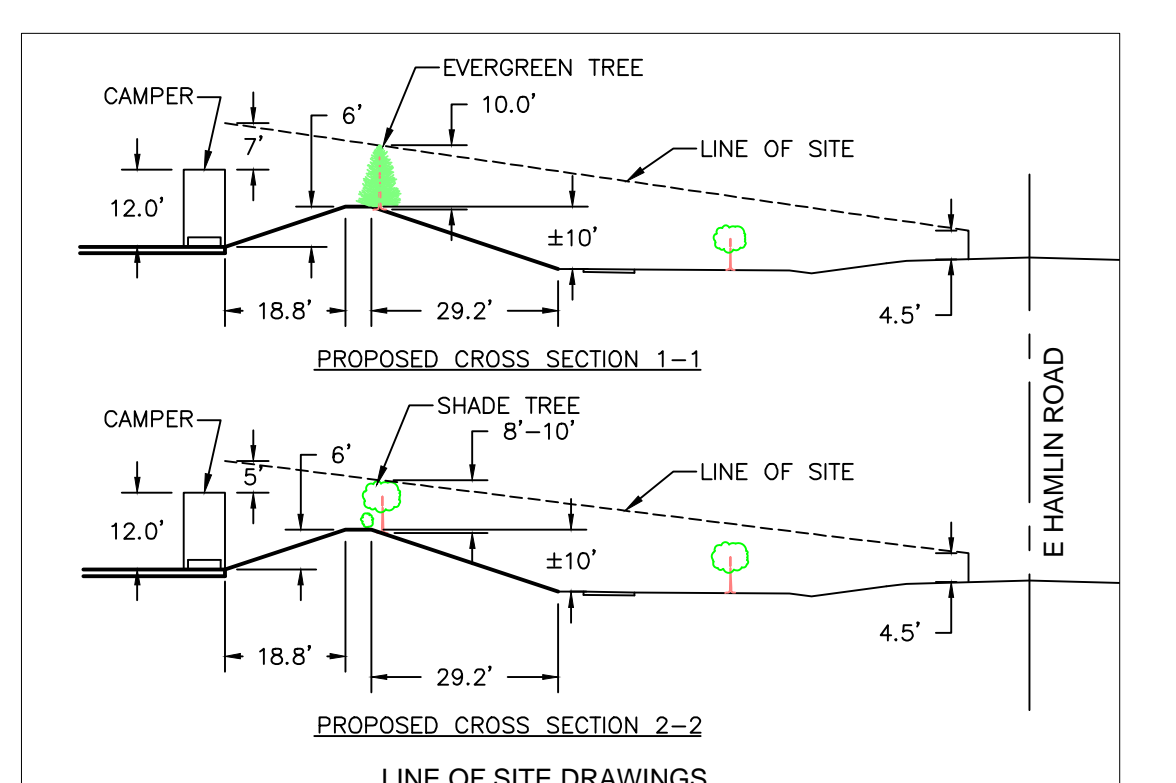 EVERGREEN TREE
CAMPER
10.0'
6'
7'
LINE OF SITE
12.0'
±10'
18.8'
29.2'
4.5'
PROPOSED CROSS SECTION 1-1
E HAMLIN ROAD
SHADE TREE
CAMPER
8'-10'
6'
5'
LINE OF SITE
12.0'
±10'
4.5'
18.8'
29.2'
PROPOSED CROSS SECTION 2-2
LINE OF SITE DRAWINGS